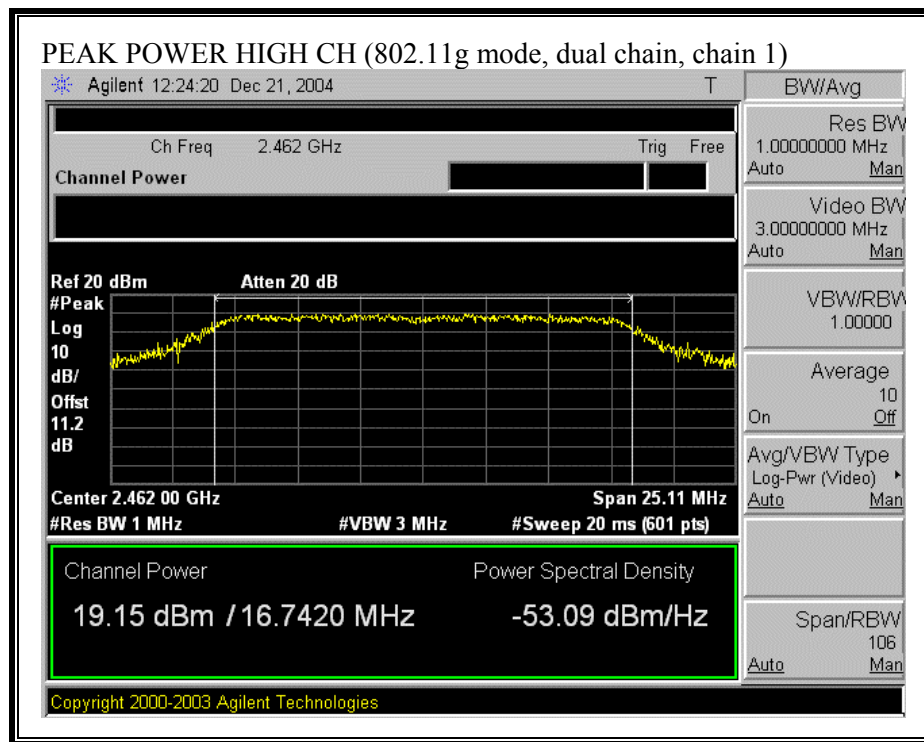 PEAK POWER HIGH CH (802.11g mode, dual chain, chain 1)
Agilent 12:24:20 Dec 21, 2004 T
Ch Freq 2.462 GHz Trig Free
Channel Power
Ref 20 dBm Atten 20 dB
#Peak
Log
10
dB/
Offst
11.2
dB
Center 2.462 00 GHz Span 25.11 MHz
#Res BW 1 MHz #VBW 3 MHz #Sweep 20 ms (601 pts)
Channel Power Power Spectral Density
19.15 dBm / 16.7420 MHz -53.09 dBm/Hz
Copyright 2000-2003 Agilent Technologies
BW/Avg
Res BW
1.00000000 MHz
Auto Man
Video BW
3.00000000 MHz
Auto Man
VBW/RBW
1.00000
Average
10
On Off
Avg/VBW Type
Log-Pwr (Video)
Auto Man
Span/RBW
106
Auto Man